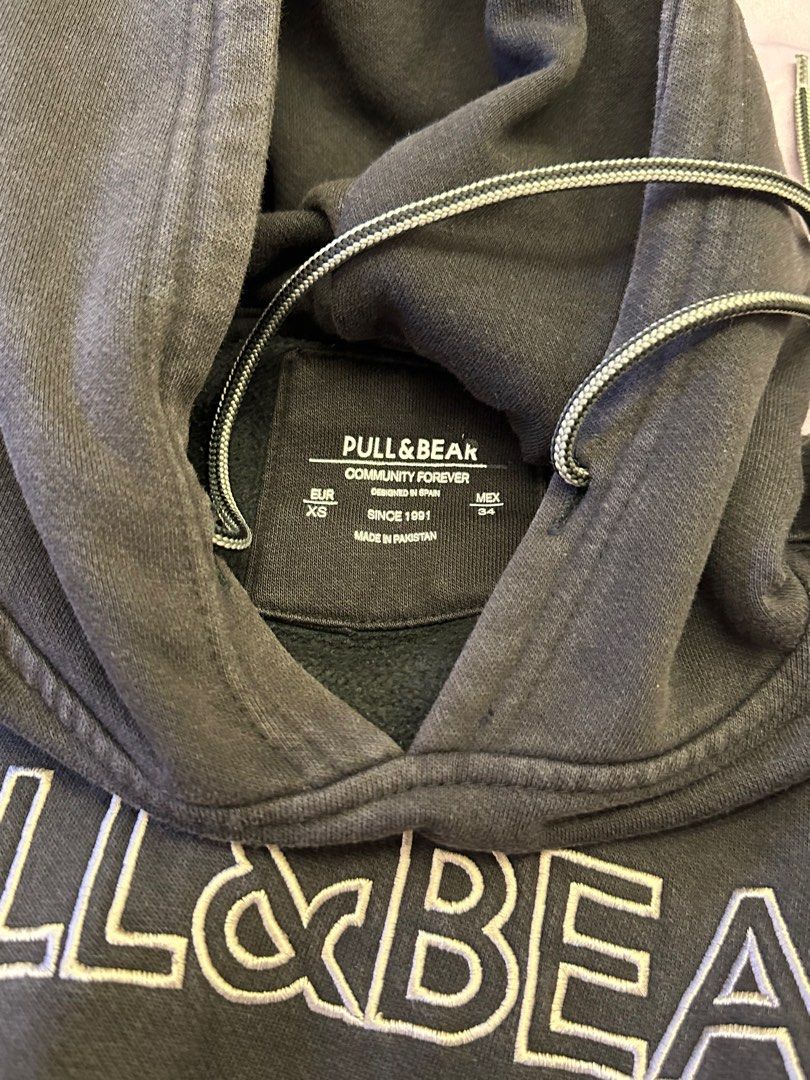 PULL&BEAR
COMMUNITY FOREVER
DESIGNED IN SPAIN
EUR
XS
SINCE 1991
MEX
34
MADE IN PAKISTAN
LL&BEA